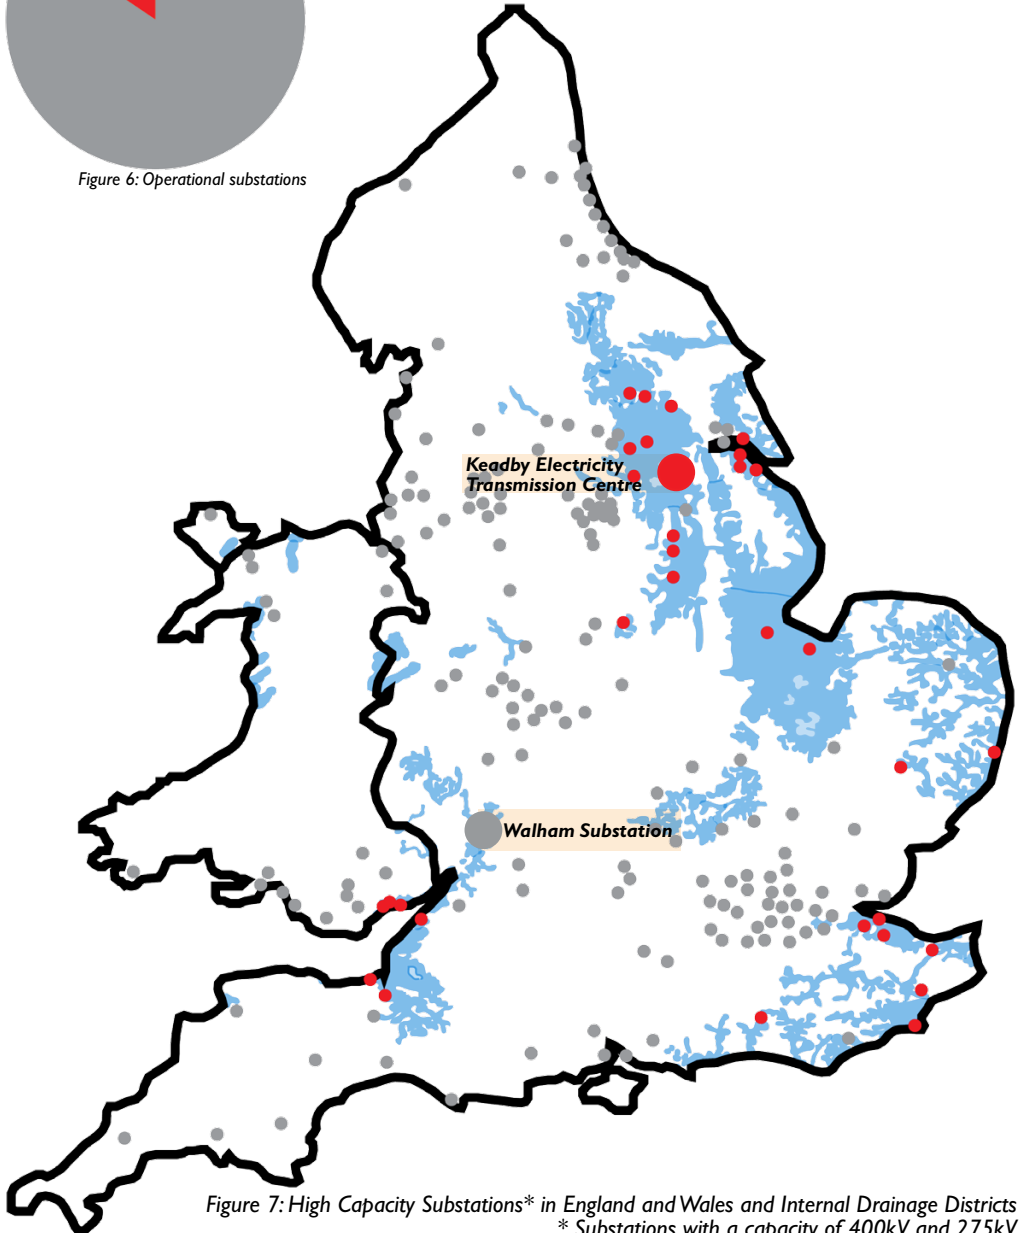 Figure 6: Operational substations
Keadby Electricity
Transmission Centre
Walham Substation
Figure 7: High Capacity Substations* in England and Wales and Internal Drainage Districts
* Substations with a capacity of 400kV and 275kV